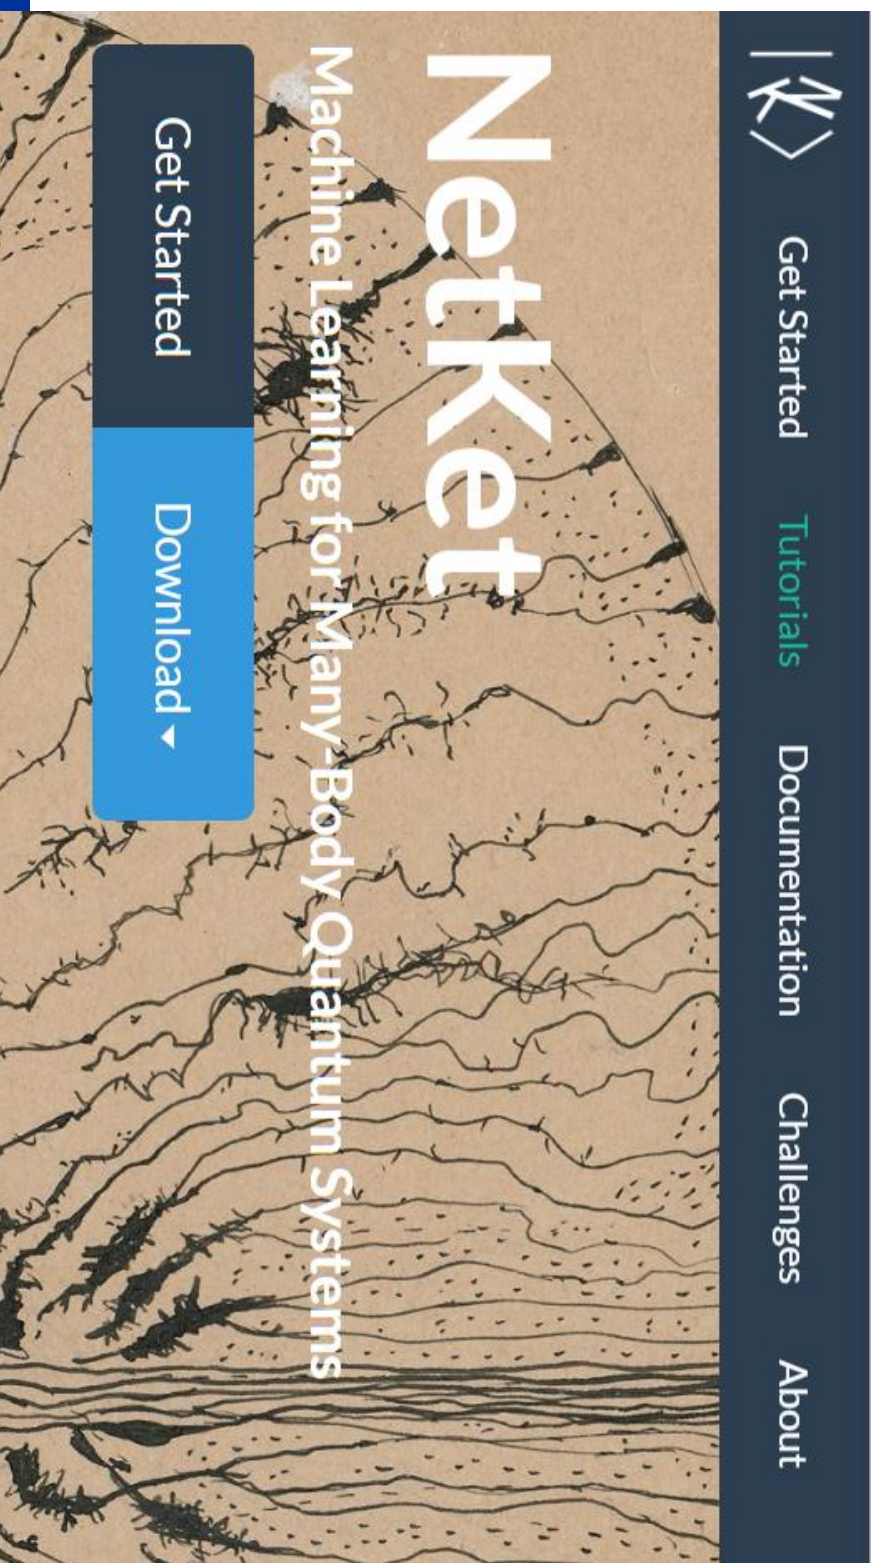 Get Started Tutorials Documentation Challenges About
NetKet
Machine Learning for Many-Body Quantum Systems
Get Started Download